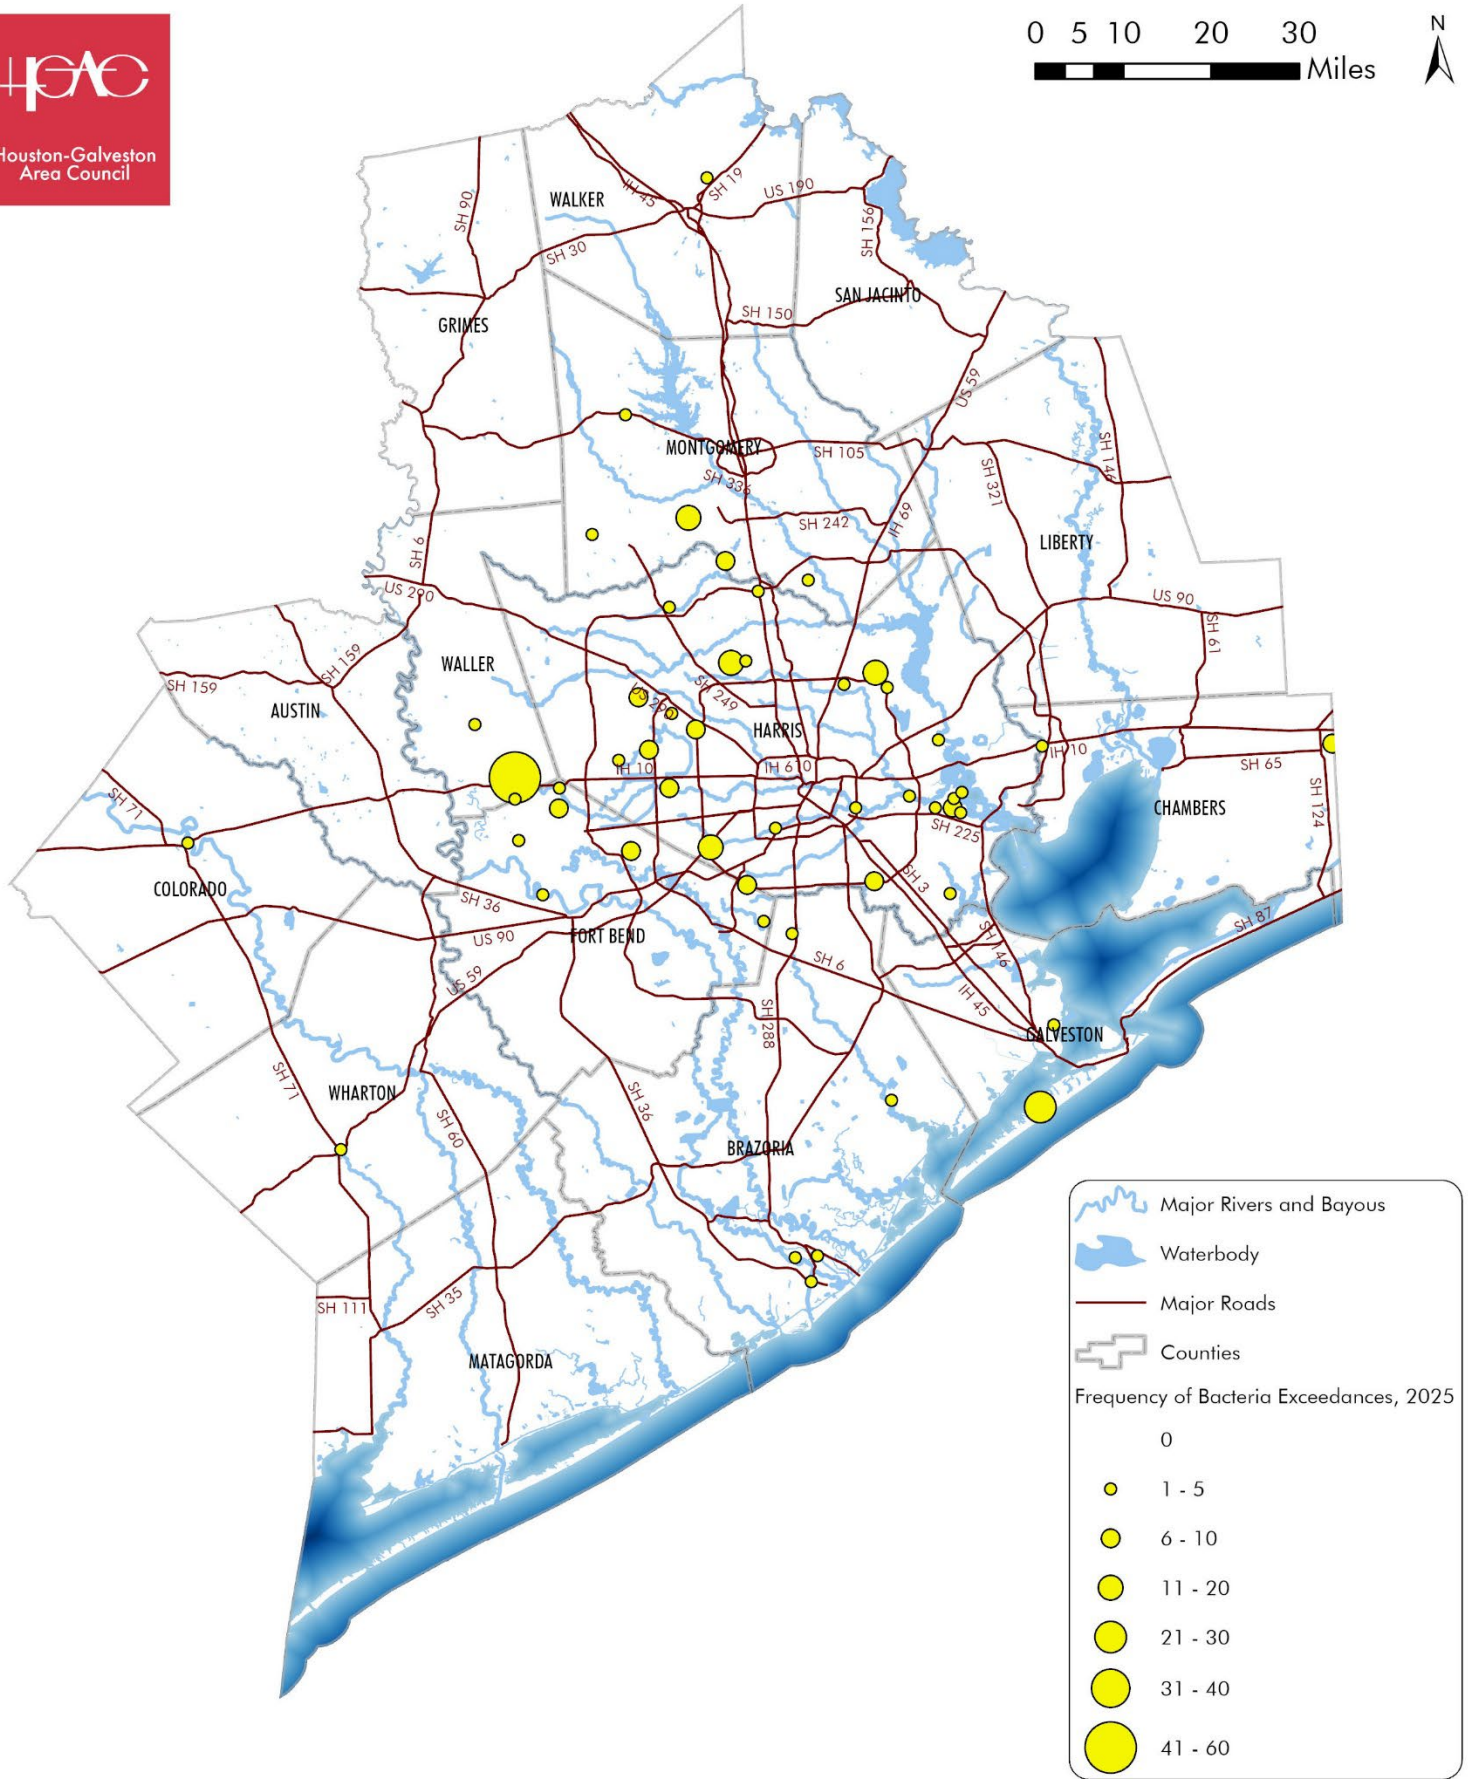 0 5 10 20 30
Miles
N
H-GAC
Houston-Galveston
Area Council
SH 19
IH 45
US 190
WALKER
SH 90
SH 156
SH 30
SAN JACINTO
SH 150
GRIMES
US 59
MONTGOMERY
SH 105
SH 146
SH 336
SH 321
SH 242
IH 69
LIBERTY
SH 6
US 290
US 90
SH 61
SH 159
WALLER
SH 159
AUSTIN
US 290
SH 249
HARRIS
IH 10
IH 10
IH 610
SH 65
SH 71
CHAMBERS
SH 124
SH 225
COLORADO
SH 3
SH 36
US 90
FORT BEND
SH 87
SH 146
SH 6
US 59
IH 45
SH 288
GALVESTON
SH 71
WHARTON
SH 36
SH 60
BRAZORIA
SH 111
SH 35
MATAGORDA
Major Rivers and Bayous
Waterbody
Major Roads
Counties
Frequency of Bacteria Exceedances, 2025
0
1 - 5
6 - 10
11 - 20
21 - 30
31 - 40
41 - 60